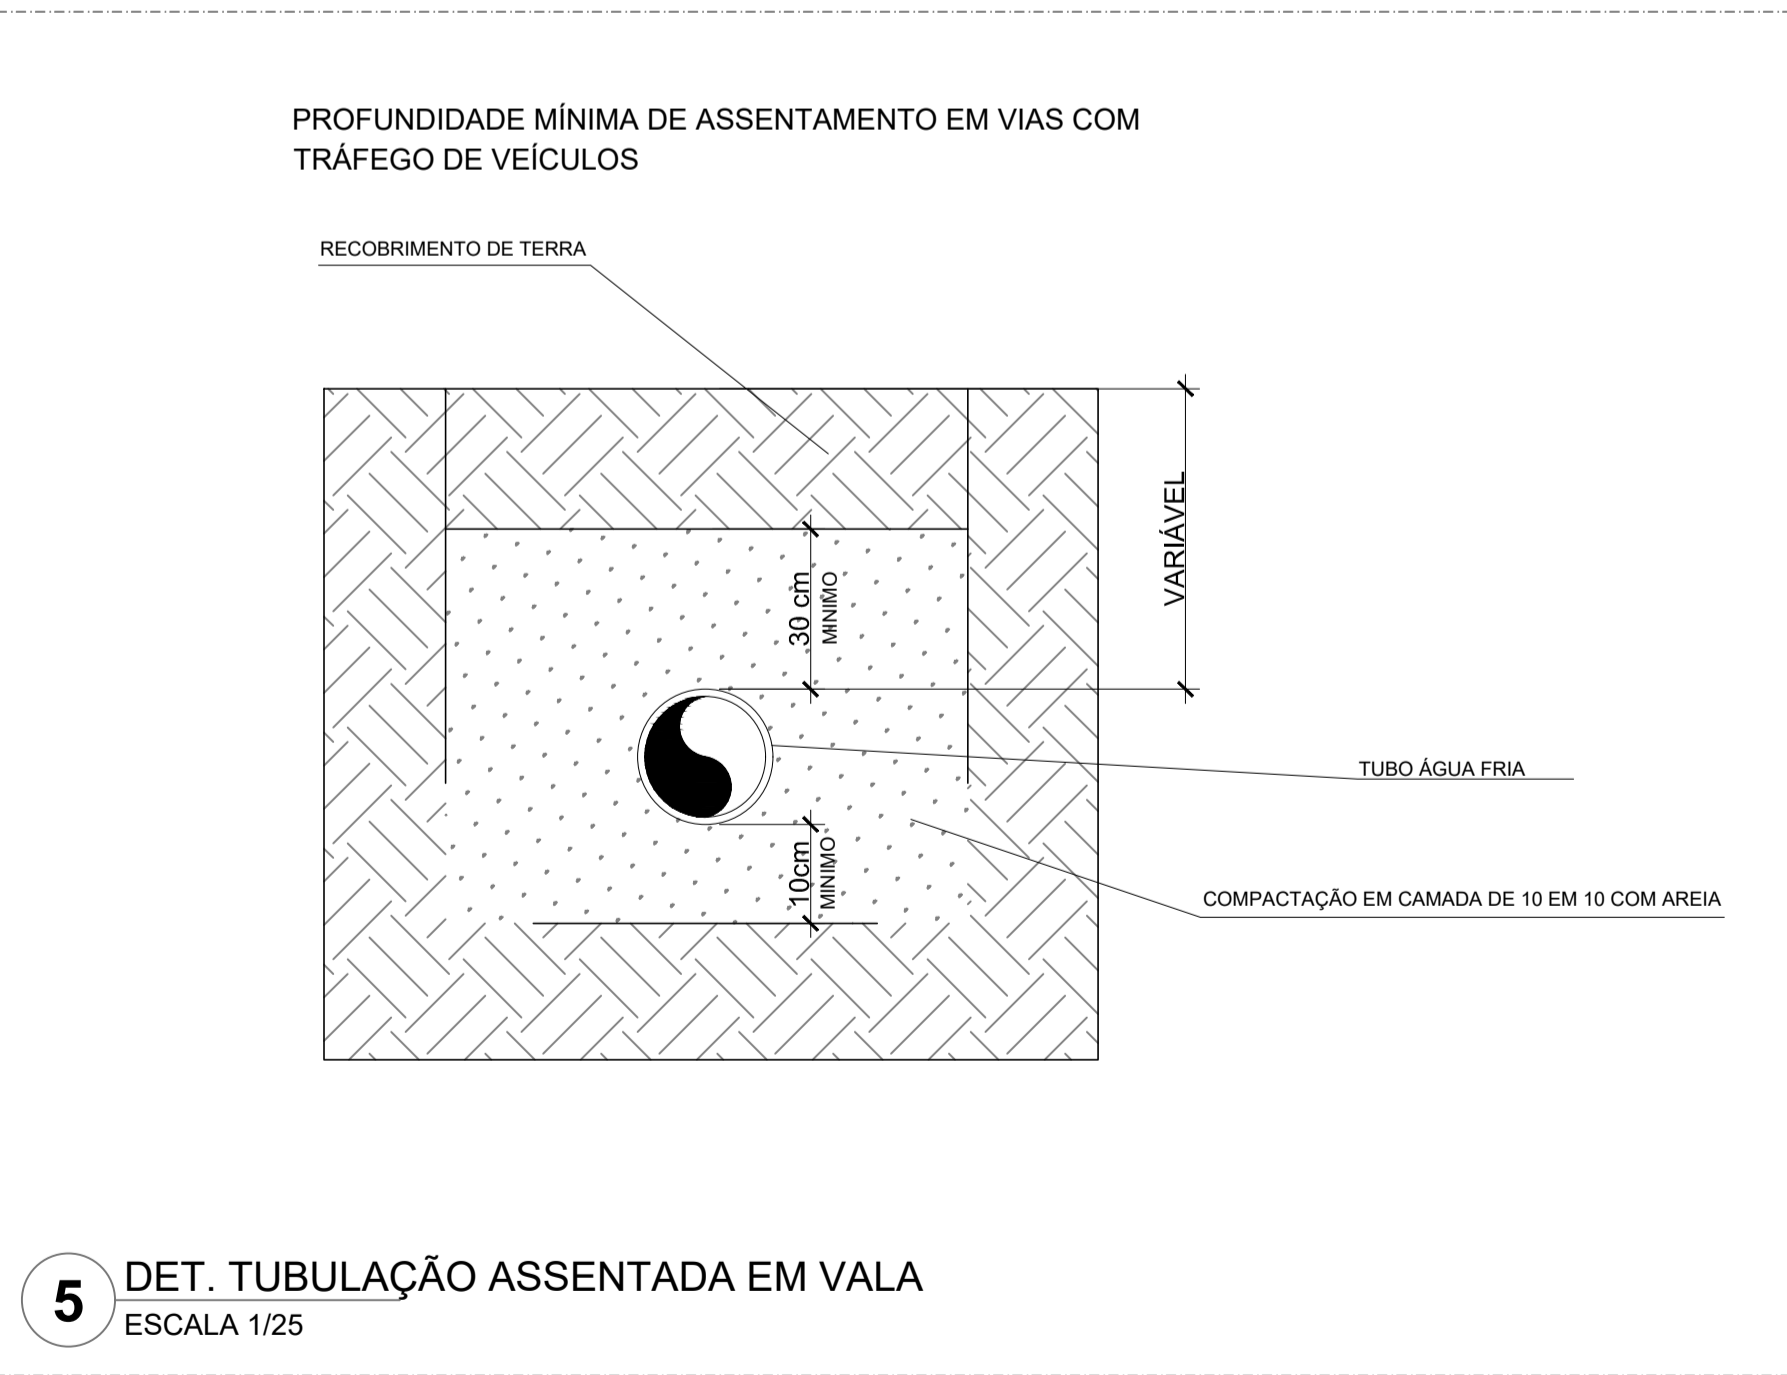 PROFUNDIDADE MÍNIMA DE ASSENTAMENTO EM VIAS COM
TRÁFEGO DE VEÍCULOS
RECOBRIMENTO DE TERRA
VARIÁVEL
30 cm
MINIMO
TUBO ÁGUA FRIA
10cm
MINIMO
COMPACTAÇÃO EM CAMADA DE 10 EM 10 COM AREIA
5
DET. TUBULAÇÃO ASSENTADA EM VALA
ESCALA 1/25